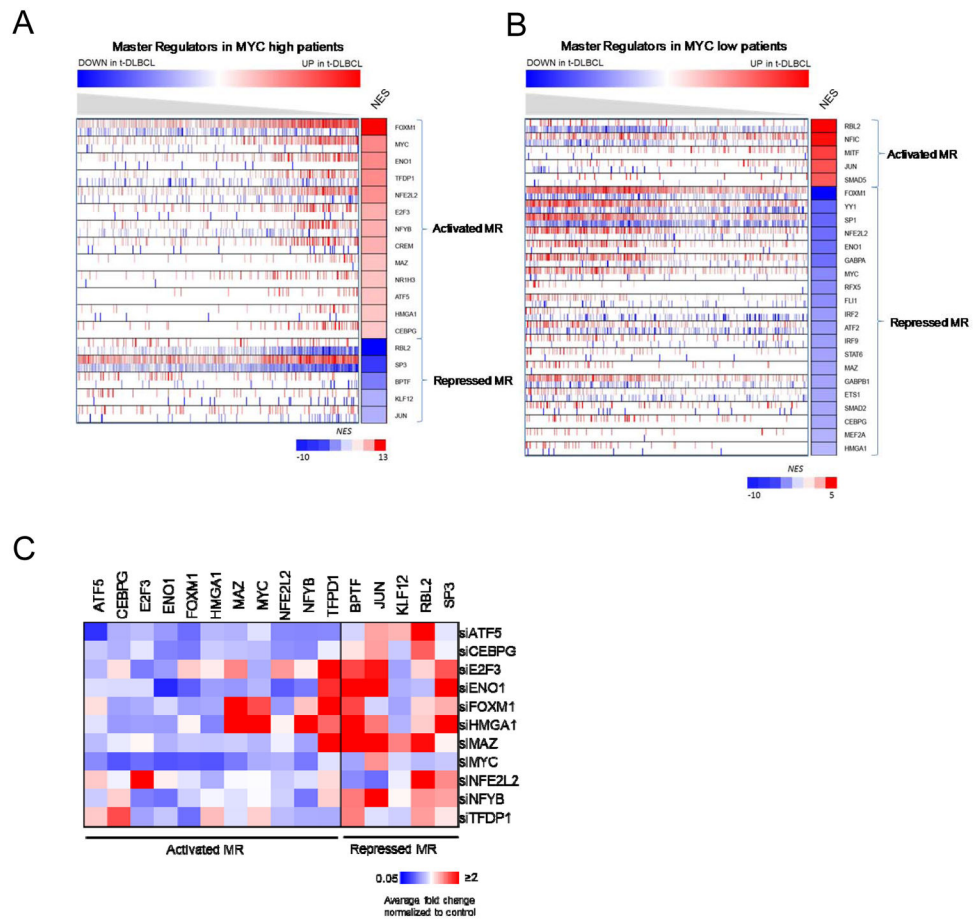 A
Master Regulators in MYC high patients
DOWN in t-DLBCL
UP in t-DLBCL
NES
FOXM1
MYC
ENO1
TFDP1
NFE2L2
E2F3
NFYB
CREM
MAZ
NR1H3
ATF5
HMGA1
CEBPG
RBL2
SP3
BPTF
KLF12
JUN
Activated MR
Repressed MR
NES
-10
13
B
Master Regulators in MYC low patients
DOWN in t-DLBCL
UP in t-DLBCL
NES
RBL2
NFIC
MITF
JUN
SMAD5
FOXM1
YY1
SP1
NFE2L2
ENO1
GABPA
MYC
RFX5
FLI1
IRF2
ATF2
IRF9
STAT6
MAZ
GABPB1
ETS1
SMAD2
CEBPG
MEF2A
HMGA1
Activated MR
Repressed MR
NES
-10
5
C
ATF5
CEBPG
E2F3
ENO1
FOXM1
HMGA1
MAZ
MYC
NFE2L2
NFYB
TFPD1
BPTF
JUN
KLF12
RBL2
SP3
siATF5
siCEBPG
siE2F3
siENO1
siFOXM1
siHMGA1
siMAZ
siMYC
siNFE2L2
siNFYB
siTFDP1
Activated MR
Repressed MR
0.05
≥2
Average fold change
normalized to control